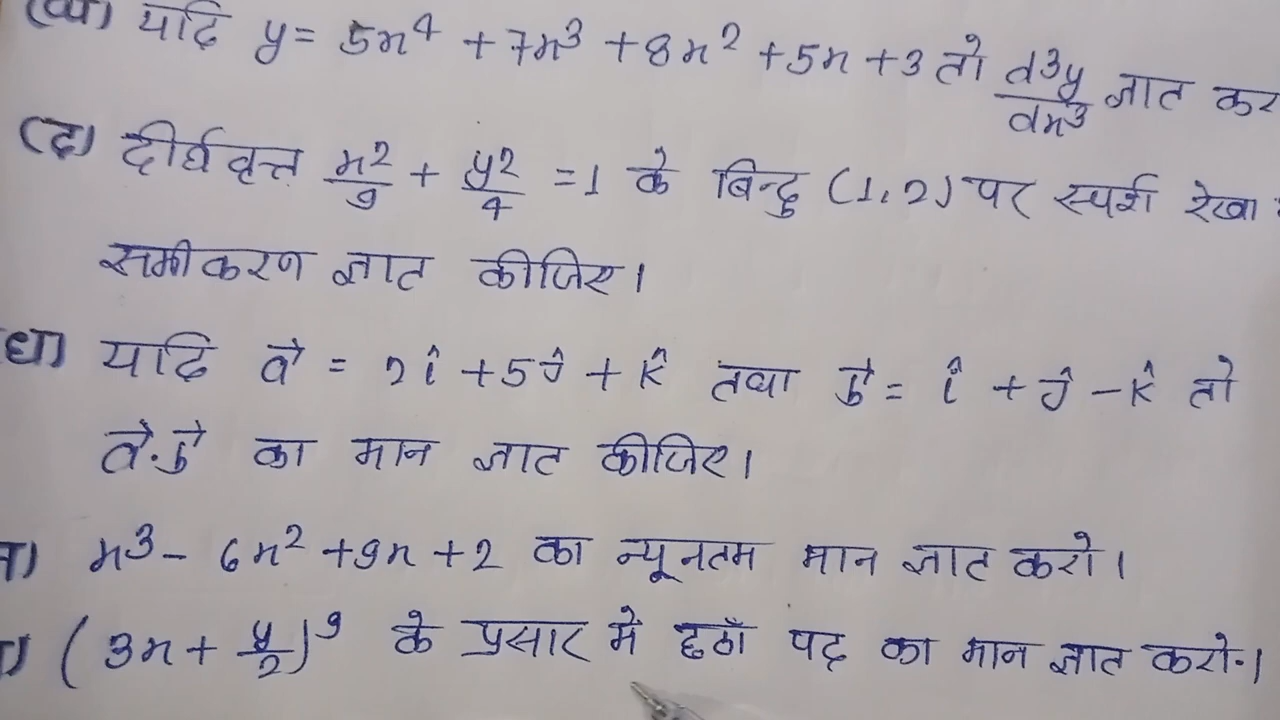 यदि y = 5x⁴ + 7x³ + 8x² + 5x + 3 तो d³y/dx³ ज्ञात कर
(द) दीर्घवृत्त x²/9 + y²/4 = 1 के बिन्दु (1,2) पर स्पर्श रेखा
समीकरण ज्ञात कीजिए।
(ध) यदि a⃗ = 2î + 5ĵ + k̂ तथा b⃗ = î + ĵ - k̂ तो
a⃗.b⃗ का मान ज्ञात कीजिए।
x³ - 6x² + 9x + 2 का न्यूनतम मान ज्ञात करो।
(3x + y/2)⁹ के प्रसार में छठाँ पद का मान ज्ञात करो।